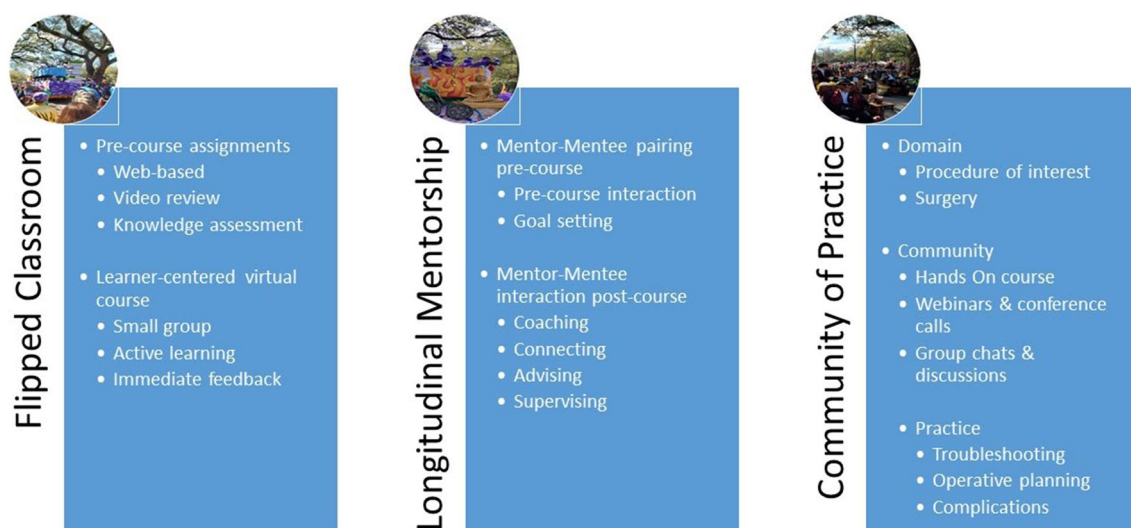 Flipped Classroom
• Pre-course assignments
• Web-based
• Video review
• Knowledge assessment
• Learner-centered virtual
course
• Small group
• Active learning
• Immediate feedback
Longitudinal Mentorship
• Mentor-Mentee pairing
pre-course
• Pre-course interaction
• Goal setting
• Mentor-Mentee
interaction post-course
• Coaching
• Connecting
• Advising
• Supervising
Community of Practice
• Domain
• Procedure of interest
• Surgery
• Community
• Hands On course
• Webinars & conference
calls
• Group chats &
discussions
• Practice
• Troubleshooting
• Operative planning
• Complications